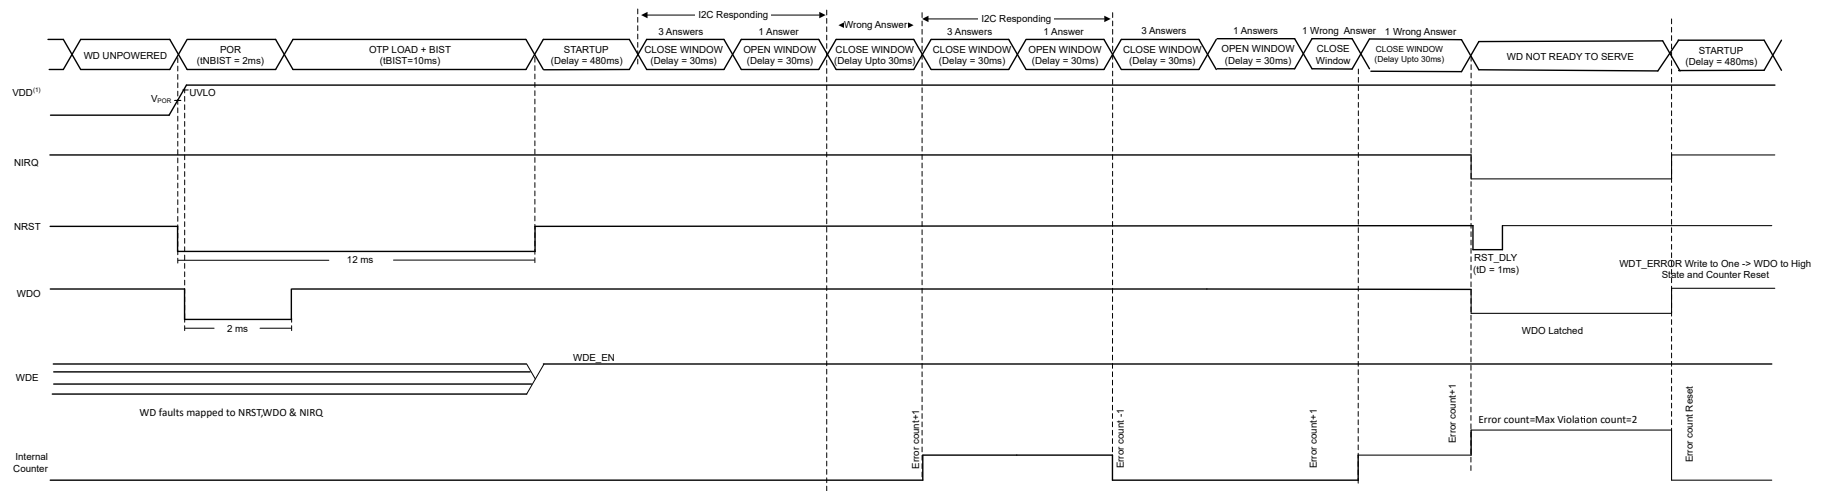 I2C Responding
Wrong Answer
I2C Responding
3 Answers
1 Answer
3 Answers
1 Answer
3 Answers
1 Answers
1 Wrong Answer
1 Wrong Answer
WD UNPOWERED
POR
(tNBIST = 2ms)
OTP LOAD + BIST
(tBIST=10ms)
STARTUP
(Delay = 480ms)
CLOSE WINDOW
(Delay = 30ms)
OPEN WINDOW
(Delay = 30ms)
CLOSE WINDOW
(Delay Upto 30ms)
CLOSE WINDOW
(Delay = 30ms)
OPEN WINDOW
(Delay = 30ms)
CLOSE WINDOW
(Delay = 30ms)
OPEN WINDOW
(Delay = 30ms)
CLOSE
Window
CLOSE WINDOW
(Delay Upto 30ms)
WD NOT READY TO SERVE
STARTUP
(Delay = 480ms)
VDD(1)
VPOR
UVLO
NIRQ
NRST
12 ms
RST_DLY
(tD = 1ms)
WDT_ERROR Write to One -> WDO to High
State and Counter Reset
WDO
2 ms
WDO Latched
WDE
WDE_EN
WD faults mapped to NRST,WDO & NIRQ
Error count+1
Error count -1
Error count+1
Error count+1
Error count=Max Violation count=2
Error count Reset
Internal
Counter